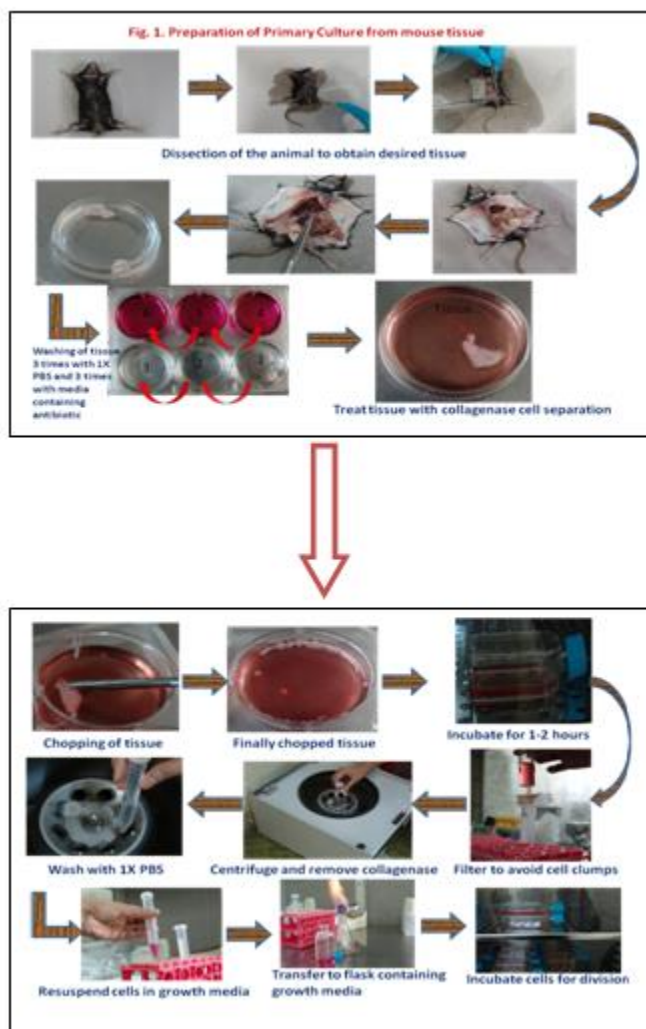 Fig. 1. Preparation of Primary Culture from mouse tissue
Dissection of the animal to obtain desired tissue
Washing of tissue
3 times with 1X
PBS and 3 times
with media
containing
antibiotic
Treat tissue with collagenase cell separation
Chopping of tissue
Finally chopped tissue
Incubate for 1-2 hours
Wash with 1X PBS
Centrifuge and remove collagenase
Filter to avoid cell clumps
Resuspend cells in growth media
Transfer to flask containing
growth media
Incubate cells for division